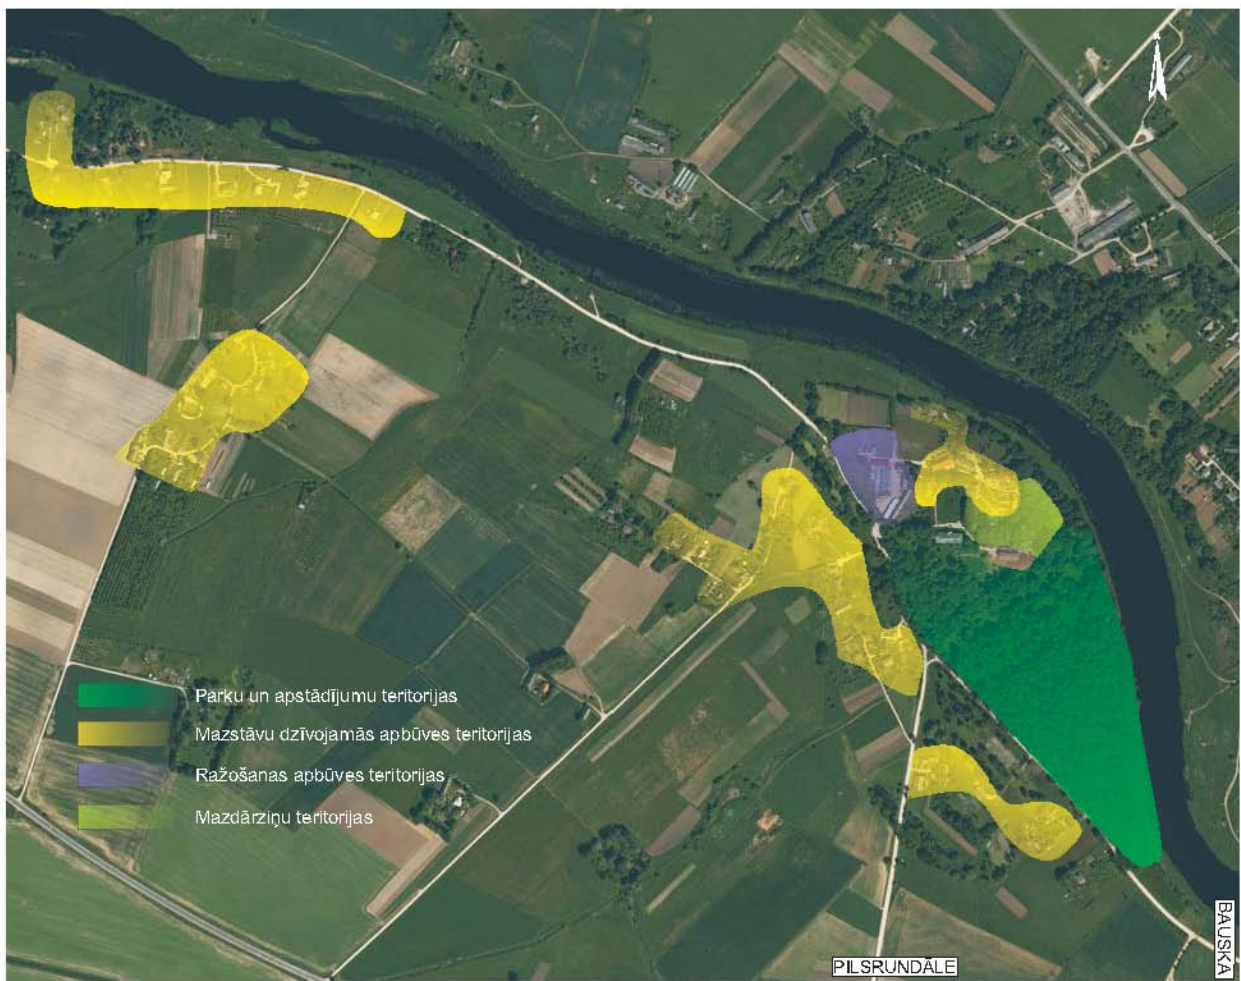 Parku un apstādījumu teritorijas
Mazstāvu dzīvojamās apbūves teritorijas
Ražošanas apbūves teritorijas
Mazdārziņu teritorijas
PILSRUNDĀLE
BAUSKA